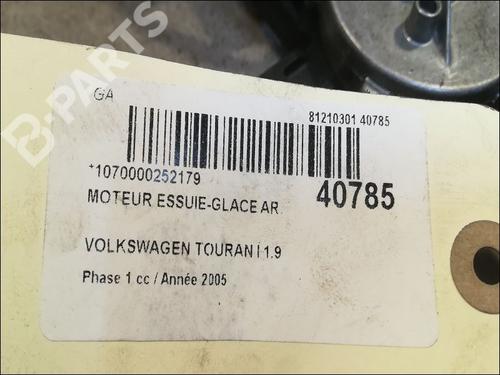 B-PARTS
GA
81210301 40785
*1070000252179
40785
MOTEUR ESSUIE-GLACE AR
VOLKSWAGEN TOURAN I 1.9
Phase 1 cc / Année 2005